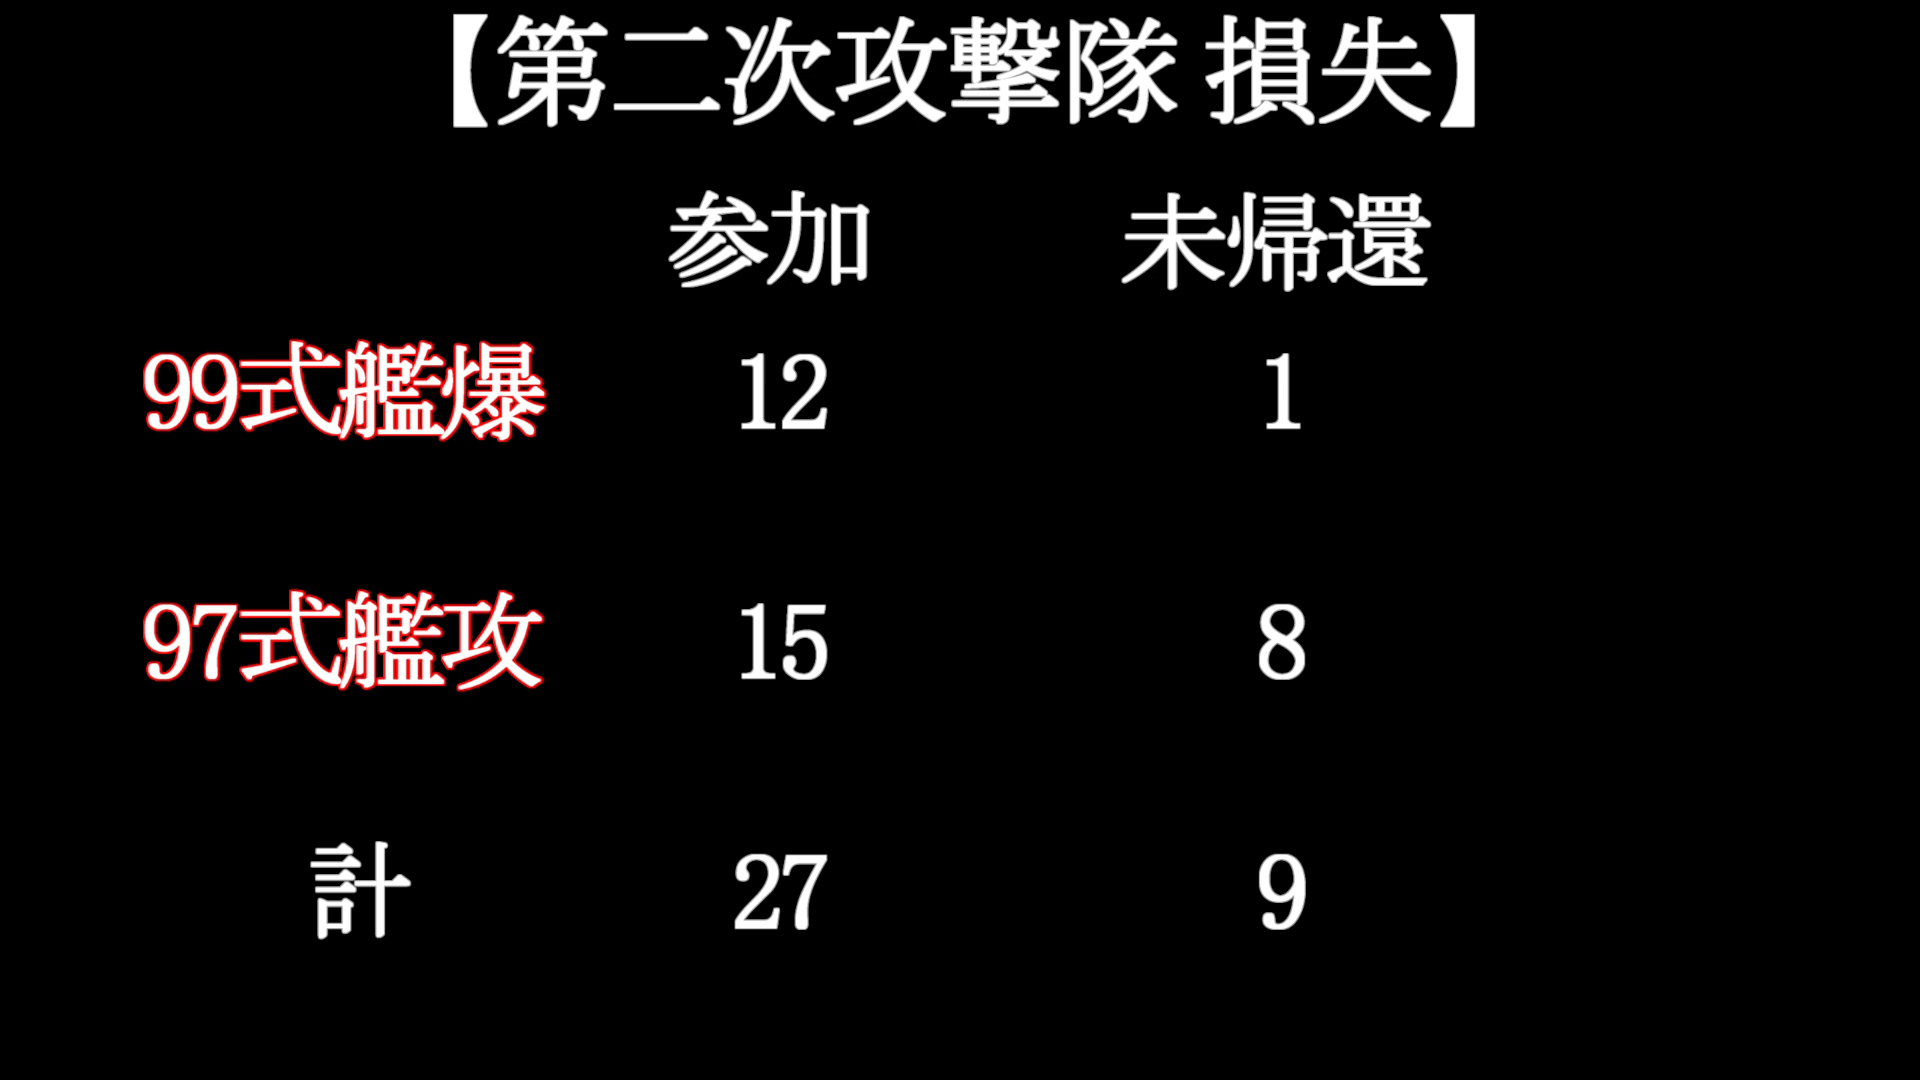 【第二次攻撃隊 損失】
参加 未帰還
99式艦爆 12 1
97式艦攻 15 8
計 27 9